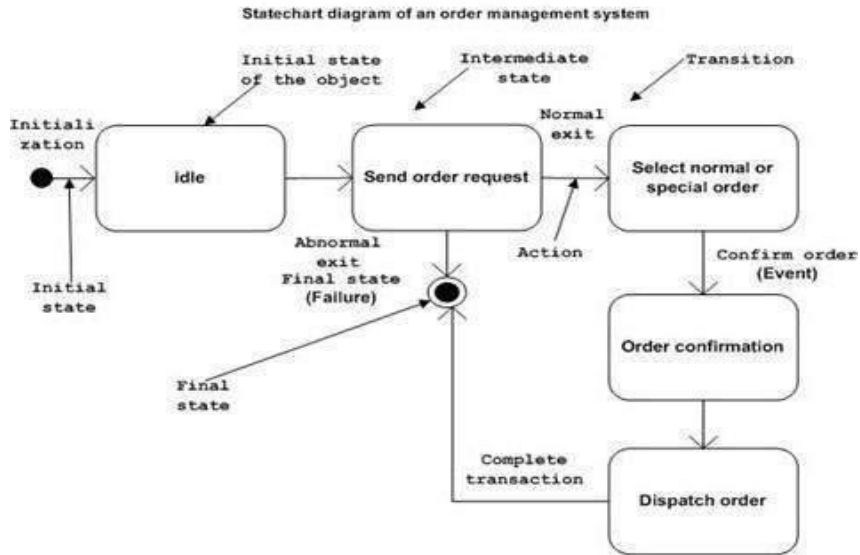 Statechart diagram of an order management system
Initial state
of the object
Intermediate
state
Transition
Initiali
zation
Normal
exit
idle
Send order request
Select normal or
special order
Abnormal
exit
Final state
(Failure)
Action
Confirm order
(Event)
Initial
state
Order confirmation
Final
state
Complete
transaction
Dispatch order